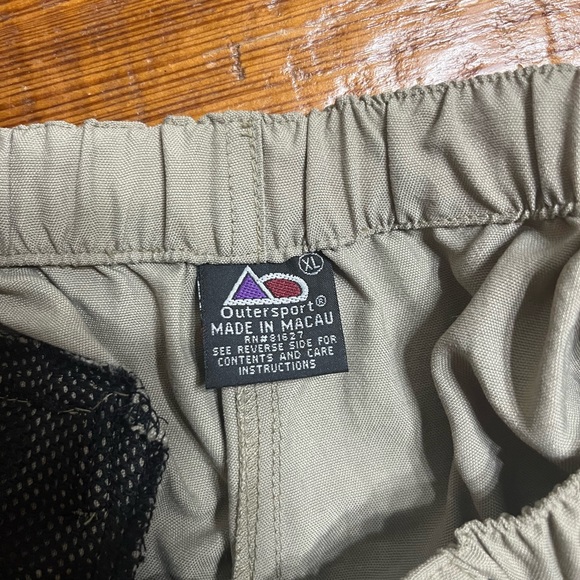 XL
Outersport®
MADE IN MACAU
RN#81627
SEE REVERSE SIDE FOR
CONTENTS AND CARE
INSTRUCTIONS